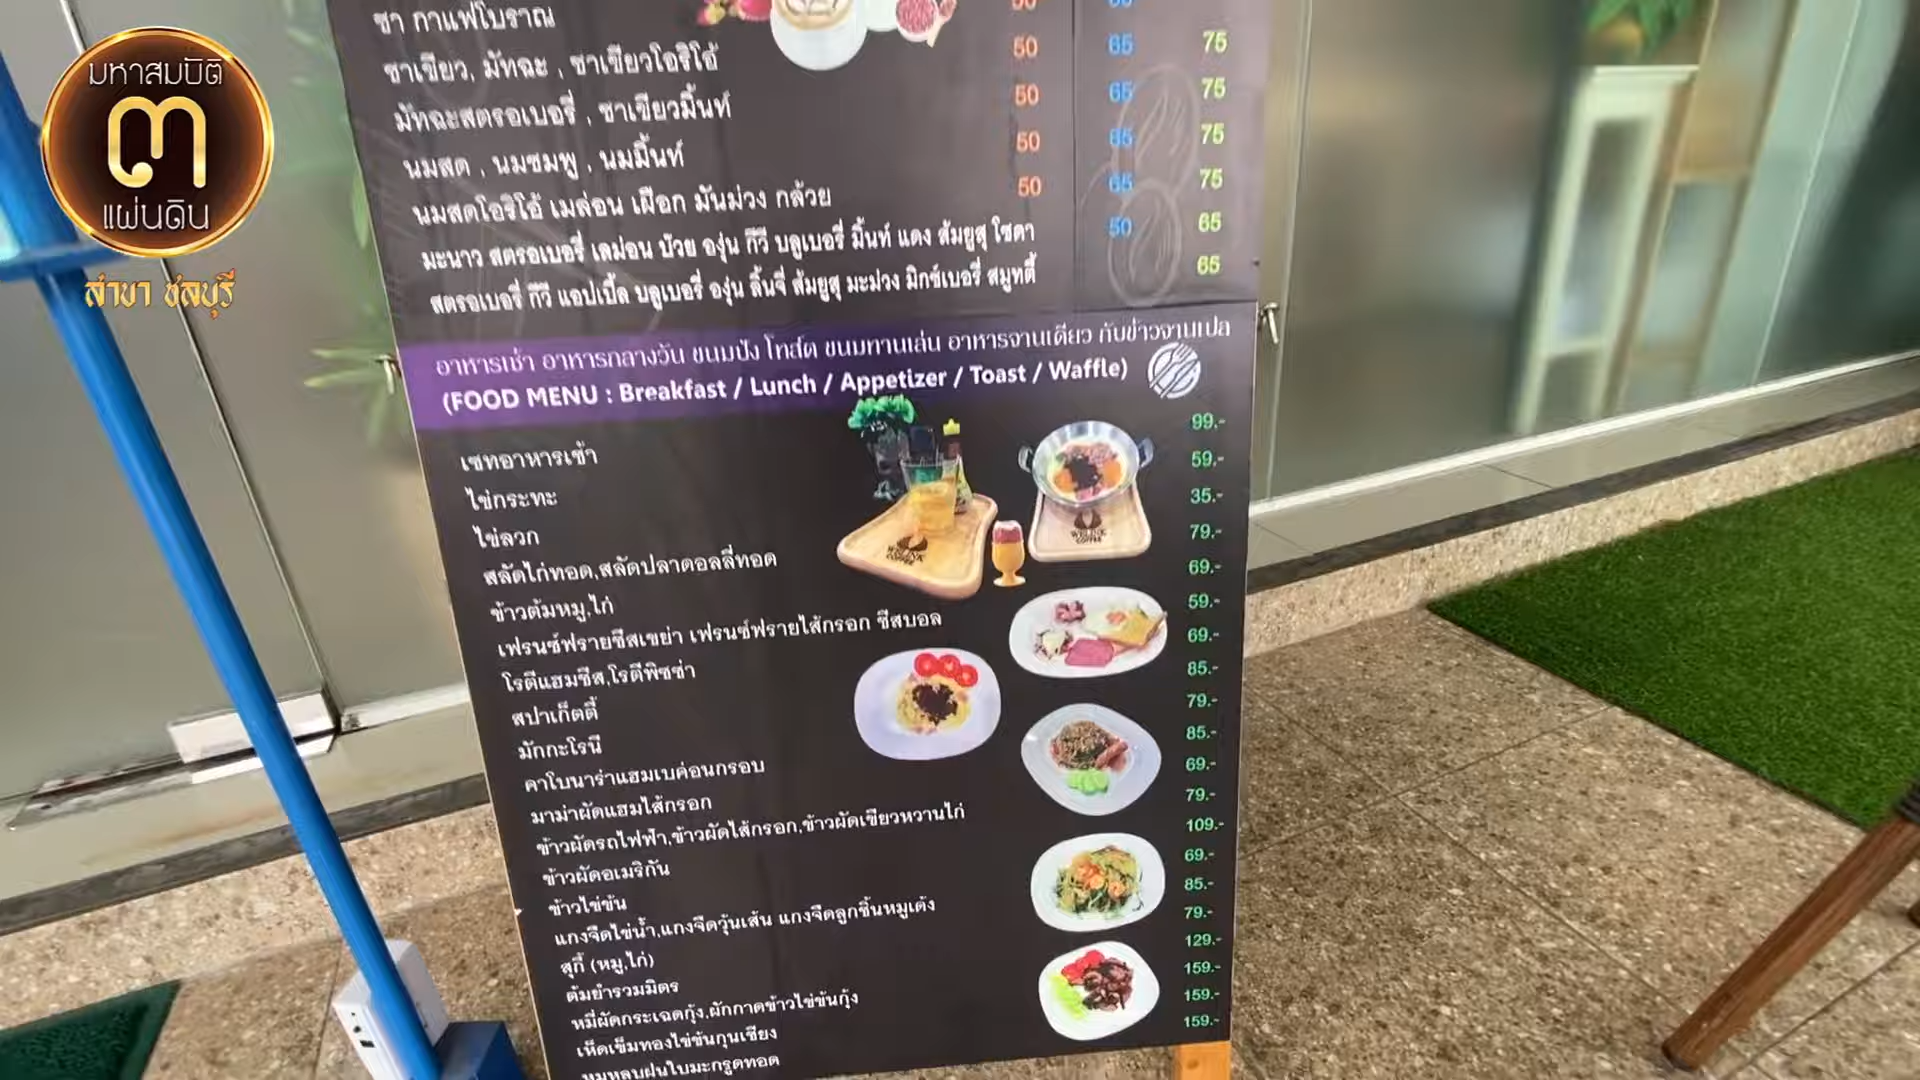 มหาสมบัติ
๓
แผ่นดิน
ลำขา ชลบุรี
ชา กาแฟโบราณ 50 60
ชาเขียว, มัทฉะ , ชาเขียวโอริโอ้ 50 65 75
มัทฉะสตรอเบอรี่ , ชาเขียวมิ้นท์ 50 65 75
นมสด , นมชมพู , นมมิ้นท์ 50 65 75
นมสดโอริโอ้ เมล่อน เผือก มันม่วง กล้วย 50 65 75
มะนาว สตรอเบอรี่ เลม่อน บ๊วย องุ่น กีวี บลูเบอรี่ มิ้นท์ แดง ส้มยูสุ โซดา 50 65
สตรอเบอรี่ กีวี แอปเปิ้ล บลูเบอรี่ องุ่น ลิ้นจี่ ส้มยูสุ มะม่วง มิกซ์เบอรี่ สมูทตี้ 65
อาหารเช้า อาหารกลางวัน ขนมปัง โทส์ต ขนมทานเล่น อาหารจานเดียว กับข้าวจานเปล
(FOOD MENU : Breakfast / Lunch / Appetizer / Toast / Waffle)
เซทอาหารเช้า 99.-
ไข่กระทะ 59.-
ไข่ลวก 35.-
สลัดไก่ทอด,สลัดปลาดอลลี่ทอด 79.-
ข้าวต้มหมู,ไก่ 69.-
เฟรนซ์ฟรายชีสเขย่า เฟรนซ์ฟรายไส้กรอก ชีสบอล 59.-
โรตีแฮมชีส,โรตีพิซซ่า 69.-
สปาเก็ตตี้ 85.-
มักกะโรนี 79.-
คาโบนาร่าแฮมเบค่อนกรอบ 85.-
มาม่าผัดแฮมไส้กรอก 69.-
ข้าวผัดรถไฟฟ้า,ข้าวผัดไส้กรอก,ข้าวผัดเขียวหวานไก่ 79.-
ข้าวผัดอเมริกัน 109.-
ข้าวไข่ข้น 69.-
แกงจืดไข่น้ำ,แกงจืดวุ้นเส้น แกงจืดลูกชิ้นหมูเด้ง 85.-
สุกี้ (หมู,ไก่) 79.-
ต้มยำรวมมิตร 129.-
หมี่ผัดกระเฉดกุ้ง,ผักกาดข้าวไข่ข้นกุ้ง 159.-
เห็ดเข็มทองไข่ข้นกุนเชียง 159.-
หมูหลบฝนใบมะกรูดทอด 159.-
WELINK
COFFEE
WELINK
COFFEE